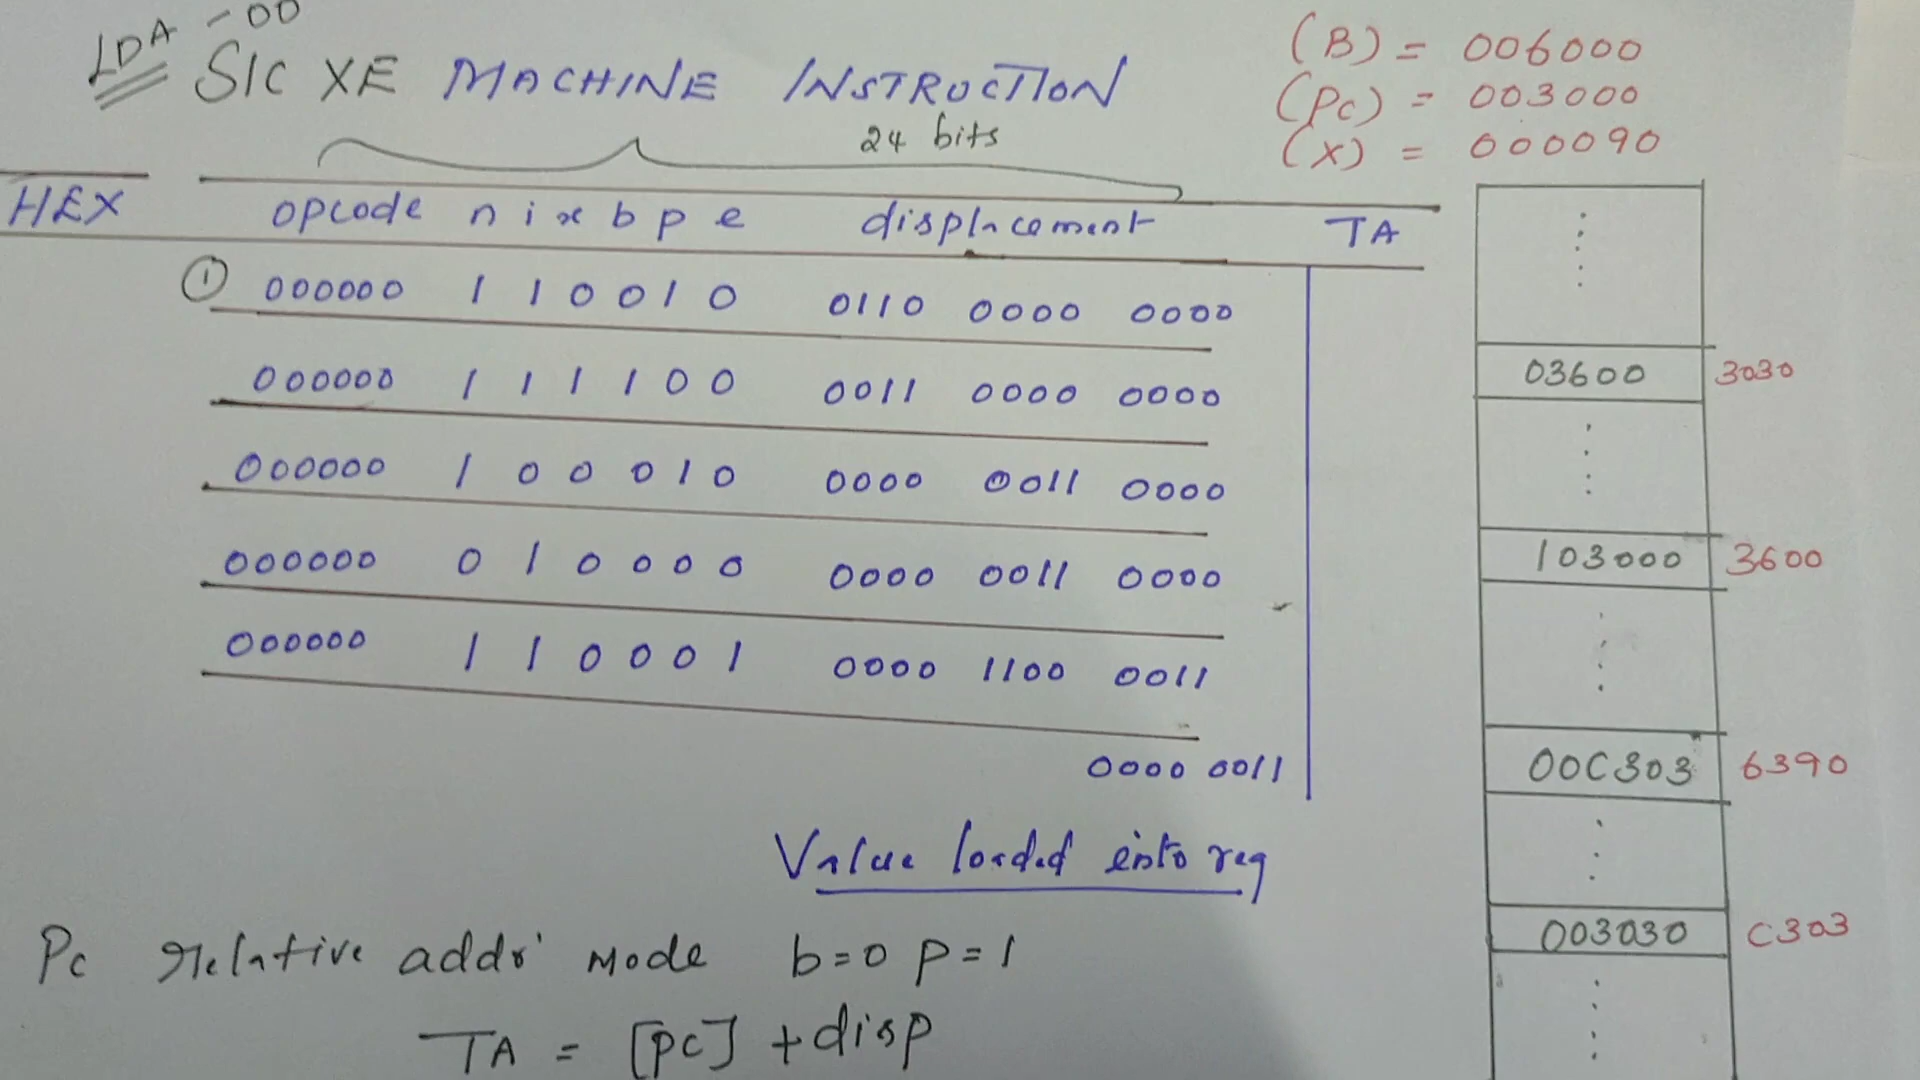 LDA - 00
SIC XE MACHINE INSTRUCTION
24 bits
(B) = 006000
(PC) = 003000
(X) = 000090
HEX opcode n i x b p e displacement TA
① 000000 1 1 0 0 1 0 0110 0000 0000
000000 1 1 1 1 0 0 0011 0000 0000
000000 1 0 0 0 1 0 0000 0011 0000
000000 0 1 0 0 0 0 0000 0011 0000
000000 1 1 0 0 0 1 0000 1100 0011
0000 0011
03600 3030
103000 3600
00C303 6390
003030 C303
Value loaded into reg
Pc relative addr' mode b=0 p=1
TA = [PC] + disp